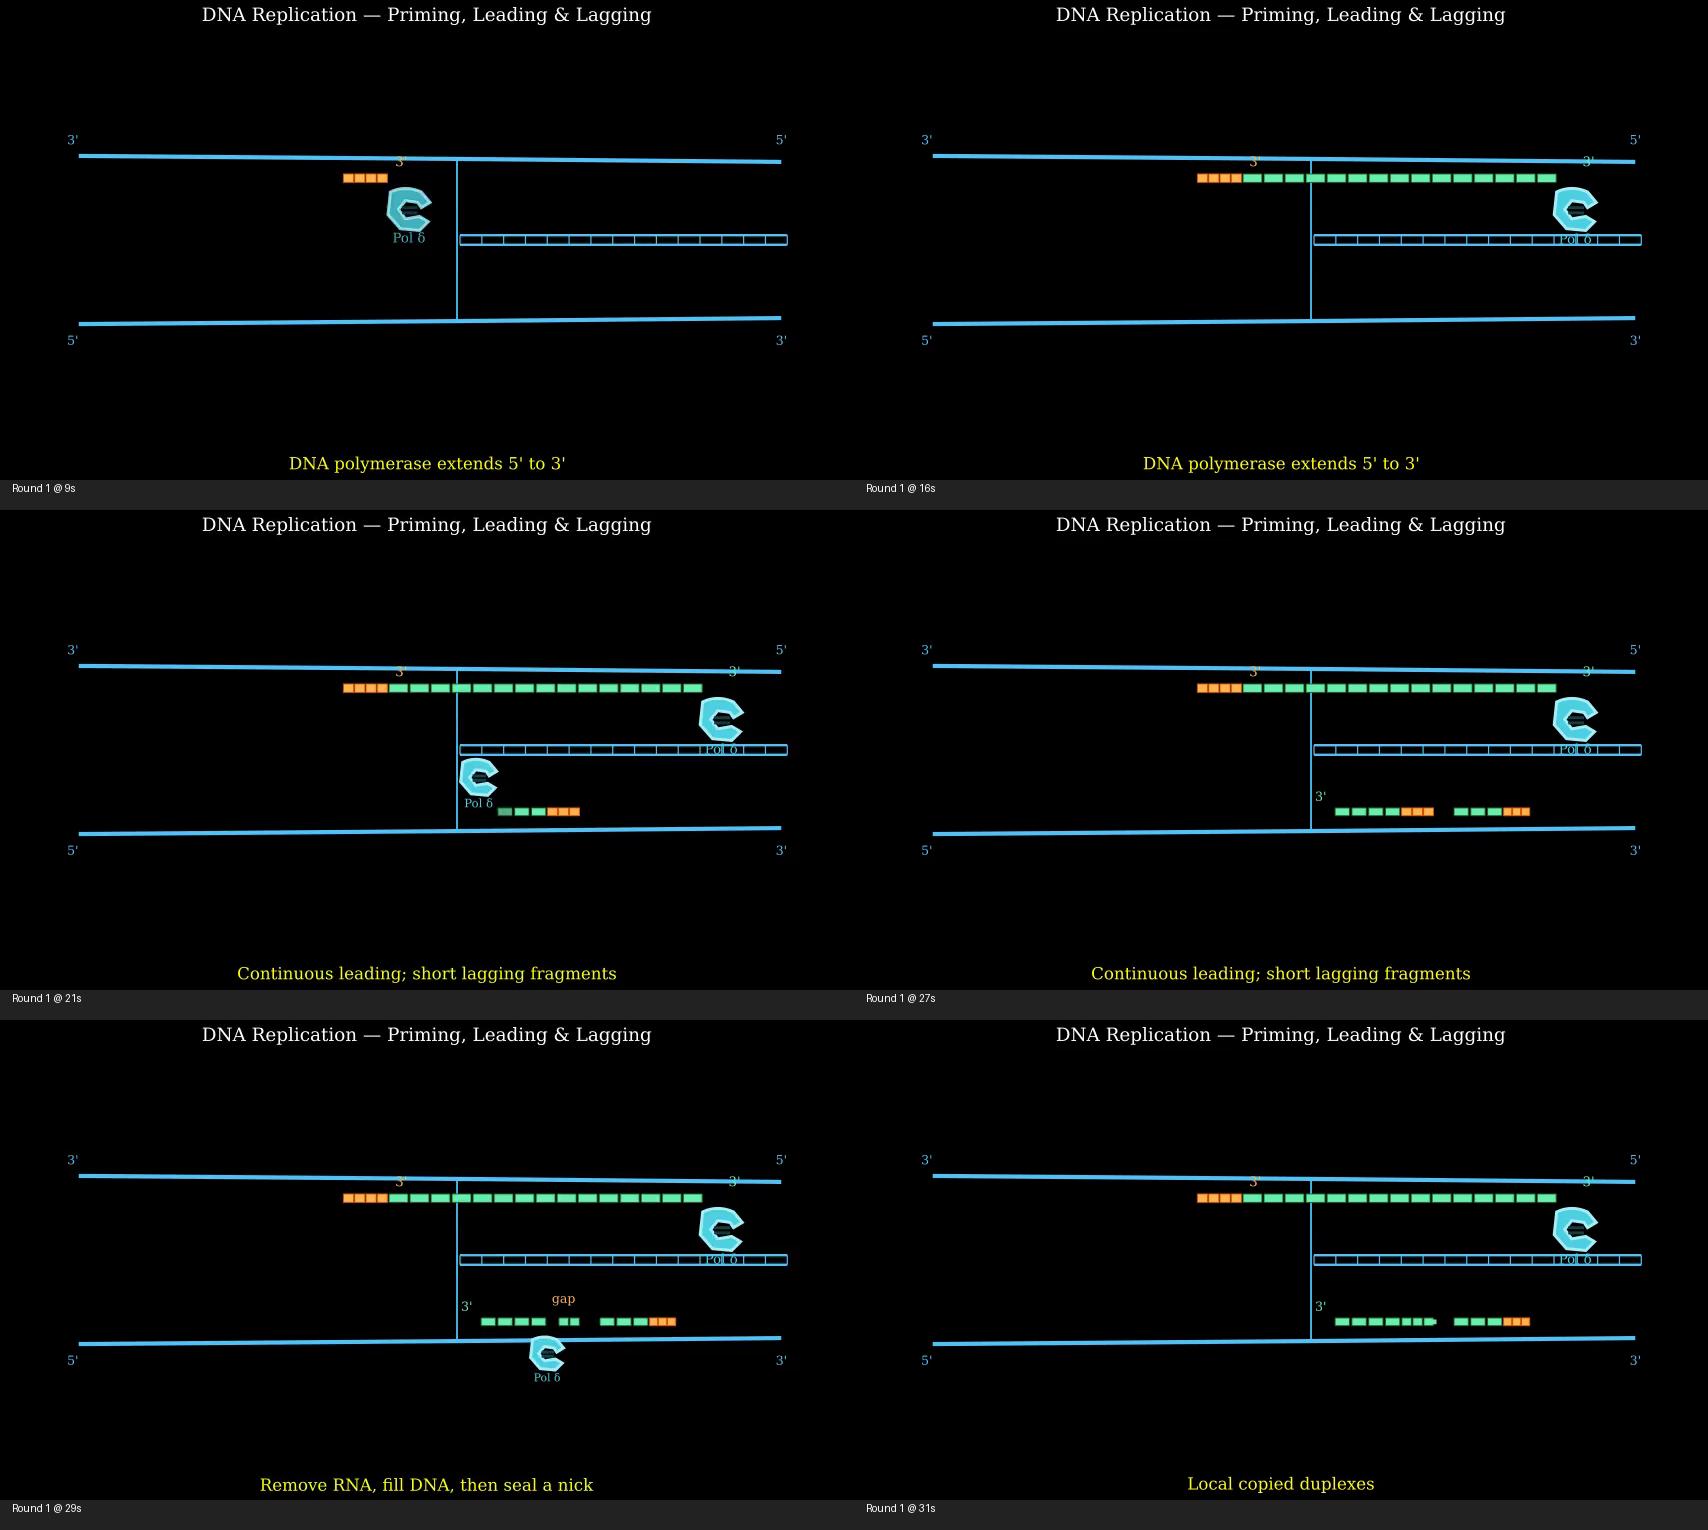 DNA Replication — Priming, Leading & Lagging
3'
5'
3'
Pol δ
5'
3'
DNA polymerase extends 5' to 3'
Round 1 @ 9s
DNA Replication — Priming, Leading & Lagging
3'
5'
3'
3'
Pol δ
5'
3'
DNA polymerase extends 5' to 3'
Round 1 @ 16s
DNA Replication — Priming, Leading & Lagging
3'
5'
3'
3'
Pol δ
Pol δ
5'
3'
Continuous leading; short lagging fragments
Round 1 @ 21s
DNA Replication — Priming, Leading & Lagging
3'
5'
3'
3'
Pol δ
3'
5'
3'
Continuous leading; short lagging fragments
Round 1 @ 27s
DNA Replication — Priming, Leading & Lagging
3'
5'
3'
3'
Pol δ
gap
3'
5'
3'
Pol δ
Remove RNA, fill DNA, then seal a nick
Round 1 @ 29s
DNA Replication — Priming, Leading & Lagging
3'
5'
3'
3'
Pol δ
3'
5'
3'
Local copied duplexes
Round 1 @ 31s